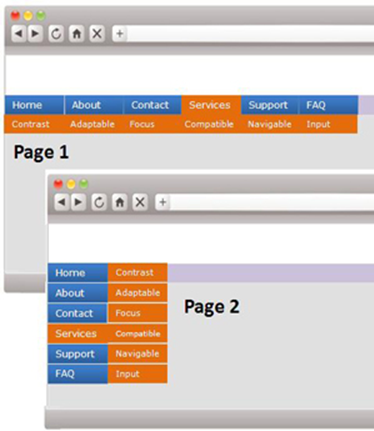 Home About Contact Services Support FAQ
Contrast Adaptable Focus Compatible Navigable Input
Page 1
Home Contrast
About Adaptable
Contact Focus
Services Compatible
Support Navigable
FAQ Input
Page 2